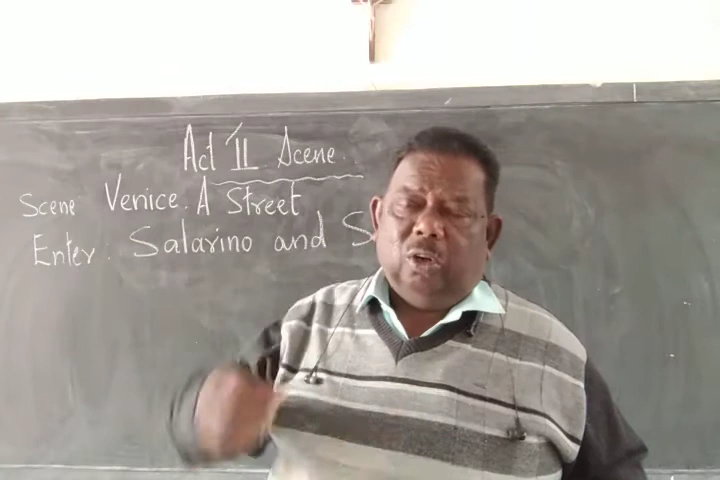 Act II Scene
Scene Venice. A Street
Enter. Salarino and S